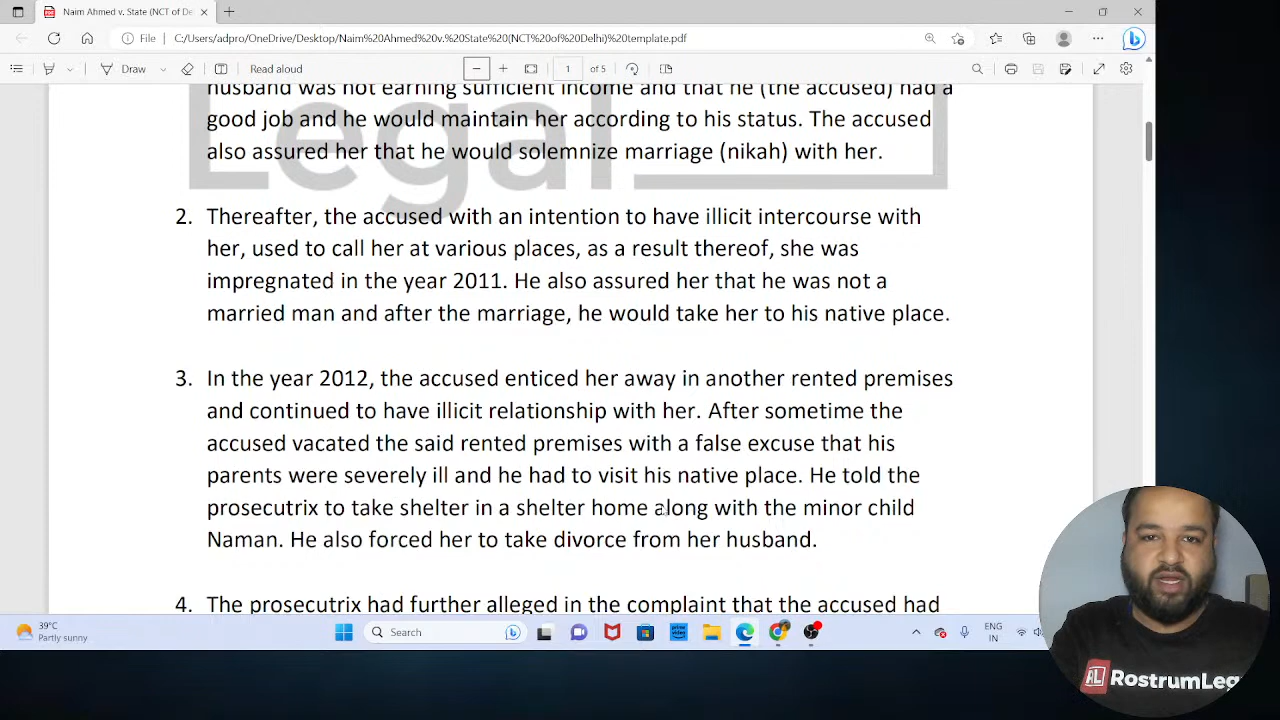 Naim Ahmed v. State (NCT of De
File
C:/Users/adpro/OneDrive/Desktop/Naim%20Ahmed%20v.%20State%20(NCT%20of%20Delhi)%20template.pdf
Draw
Read aloud
1 of 5
husband was not earning sufficient income and that he (the accused) had a
good job and he would maintain her according to his status. The accused
also assured her that he would solemnize marriage (nikah) with her.
Legal
2. Thereafter, the accused with an intention to have illicit intercourse with
her, used to call her at various places, as a result thereof, she was
impregnated in the year 2011. He also assured her that he was not a
married man and after the marriage, he would take her to his native place.
3. In the year 2012, the accused enticed her away in another rented premises
and continued to have illicit relationship with her. After sometime the
accused vacated the said rented premises with a false excuse that his
parents were severely ill and he had to visit his native place. He told the
prosecutrix to take shelter in a shelter home along with the minor child
Naman. He also forced her to take divorce from her husband.
4. The prosecutrix had further alleged in the complaint that the accused had
39°C
Partly sunny
Search
prime video
ENG
IN
RL RostrumLeg